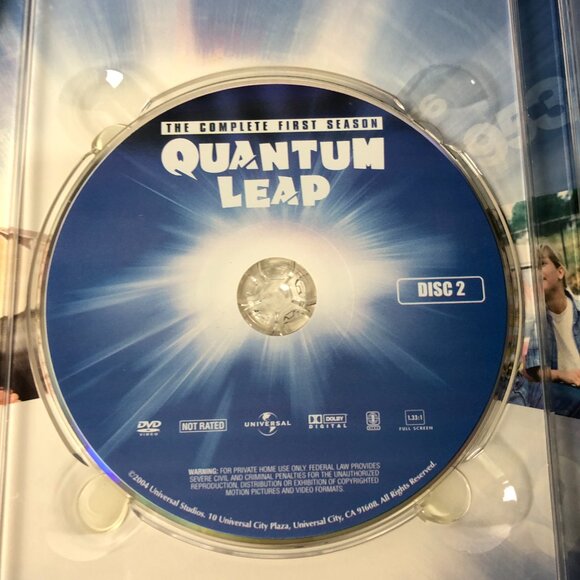 THE COMPLETE FIRST SEASON
QUANTUM
LEAP
DISC 2
DVD
VIDEO
NOT RATED
UNIVERSAL
DOLBY
DIGITAL
1.33:1
FULL SCREEN
WARNING: FOR PRIVATE HOME USE ONLY. FEDERAL LAW PROVIDES
SEVERE CIVIL AND CRIMINAL PENALTIES FOR THE UNAUTHORIZED
REPRODUCTION, DISTRIBUTION OR EXHIBITION OF COPYRIGHTED
MOTION PICTURES AND VIDEO FORMATS.
©2004 Universal Studios. 10 Universal City Plaza, Universal City, CA 91608. All Rights Reserved.
953